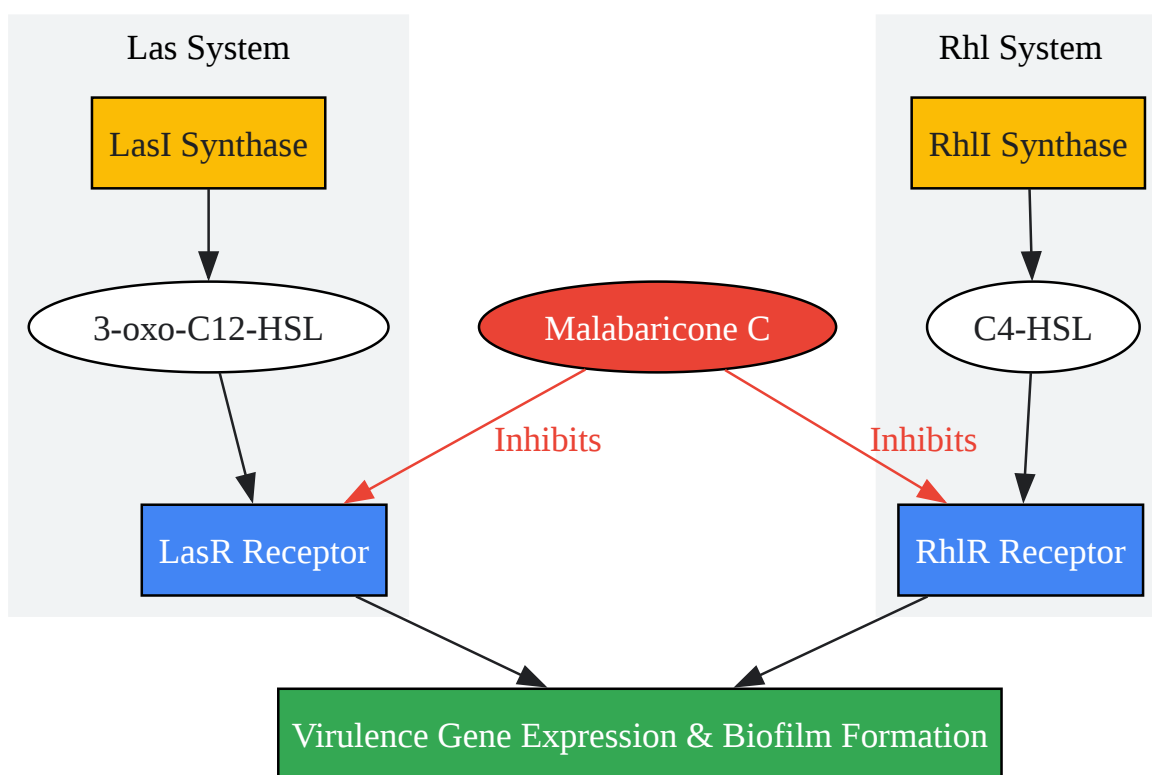 Las System
Rhl System
LasI Synthase
RhlI Synthase
3-oxo-C12-HSL
Malabaricone C
C4-HSL
Inhibits
Inhibits
LasR Receptor
RhlR Receptor
Virulence Gene Expression & Biofilm Formation